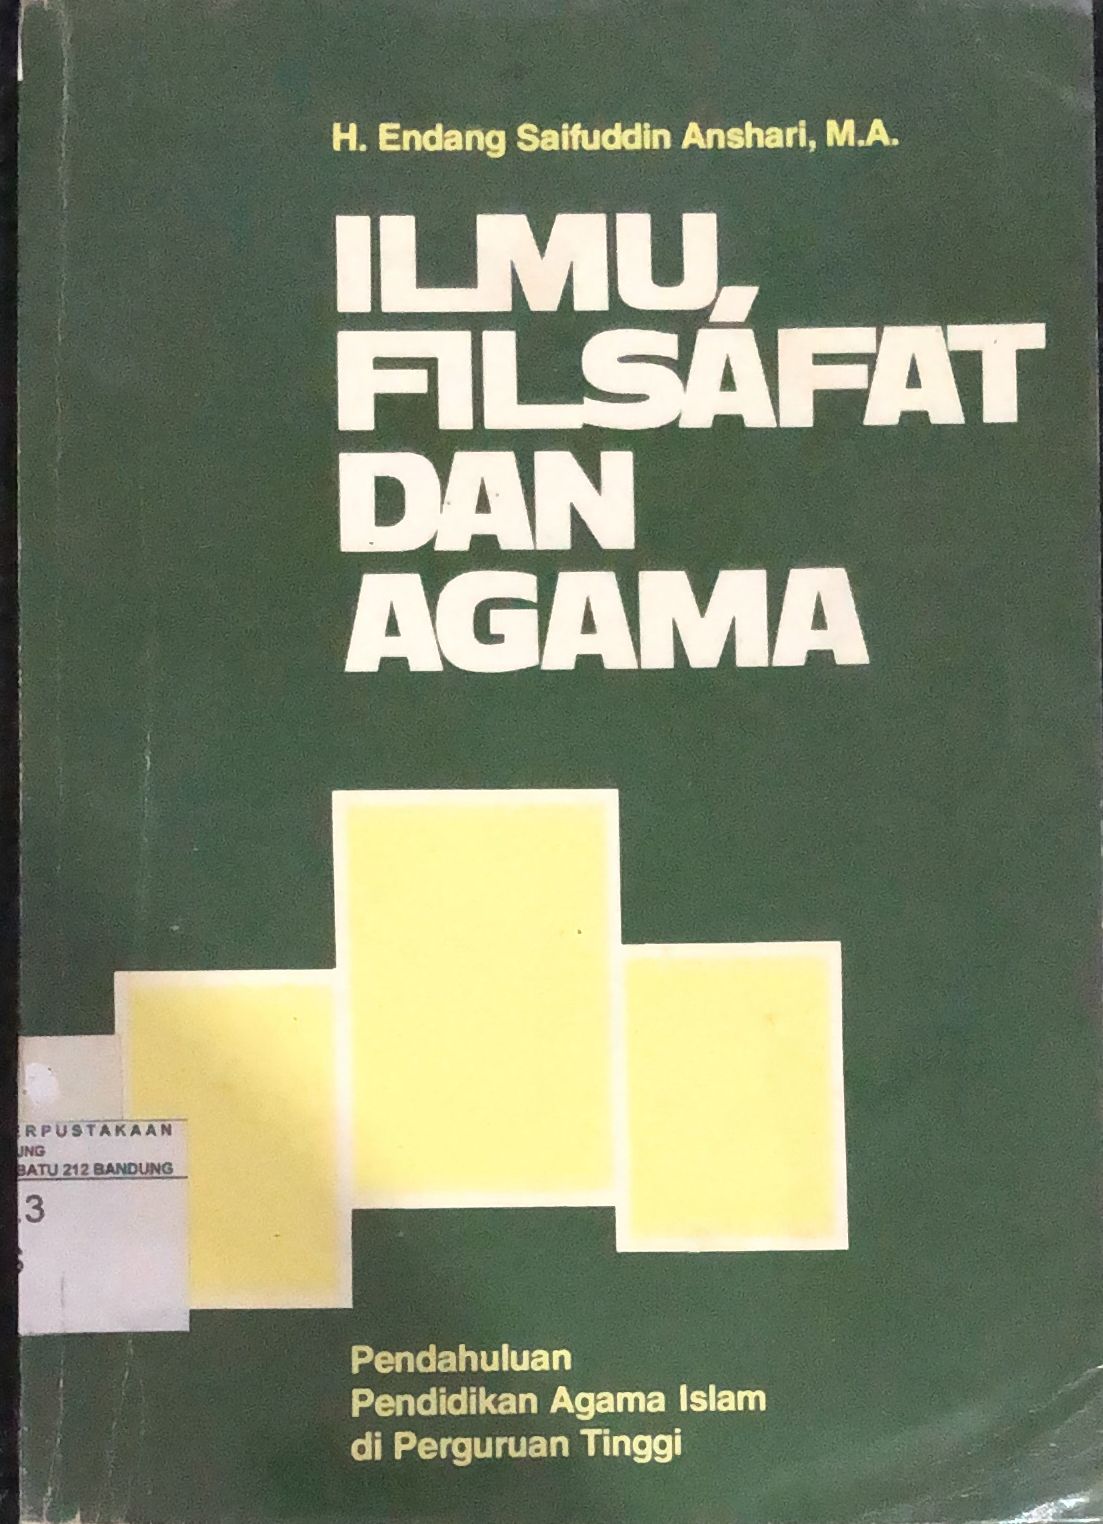 H. Endang Saifuddin Anshari, M.A.
ILMU,
FILSAFAT
DAN
AGAMA
ERPUSTAKAAN
UNG
BATU 212 BANDUNG
.3
Pendahuluan
Pendidikan Agama Islam
di Perguruan Tinggi